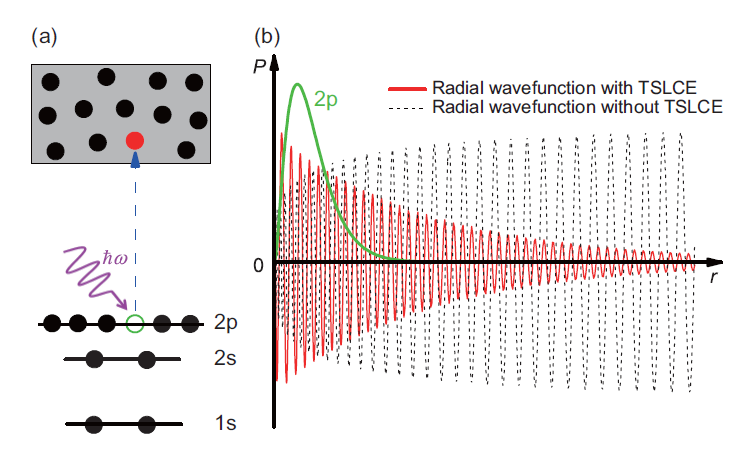 (a)
(b)
P
2p
Radial wavefunction with TSLCE
Radial wavefunction without TSLCE
ħω
0
r
2p
2s
1s